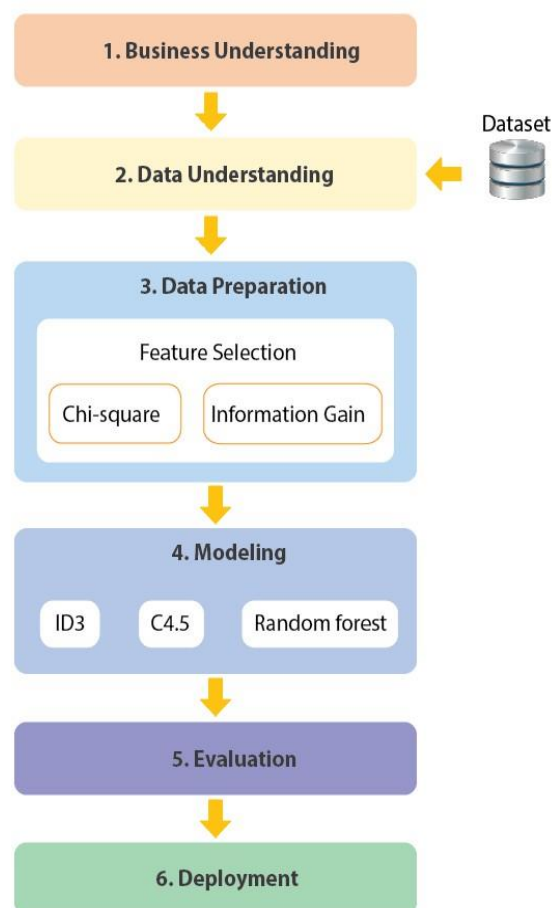 1. Business Understanding
Dataset
2. Data Understanding
3. Data Preparation
Feature Selection
Chi-square
Information Gain
4. Modeling
ID3
C4.5
Random forest
5. Evaluation
6. Deployment